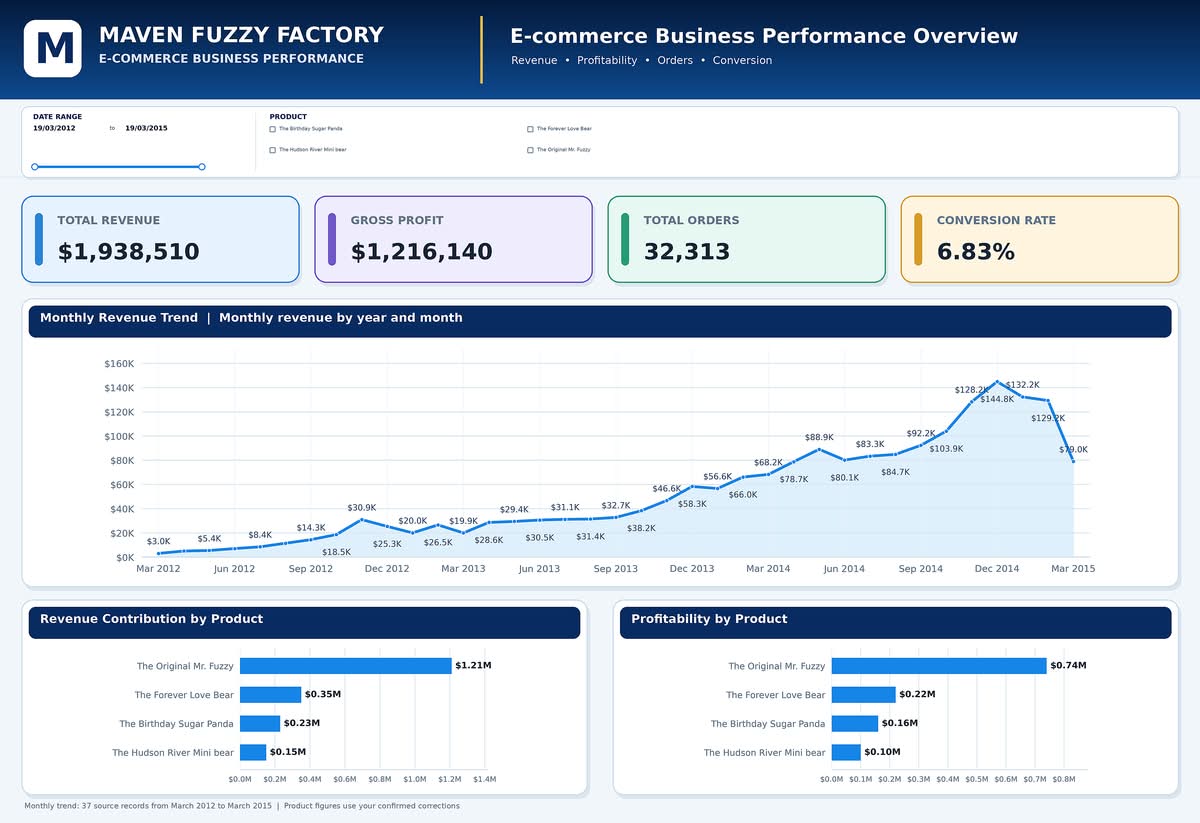 M
MAVEN FUZZY FACTORY
E-COMMERCE BUSINESS PERFORMANCE
E-commerce Business Performance Overview
Revenue • Profitability • Orders • Conversion
DATE RANGE
19/03/2012 to 19/03/2015
PRODUCT
The Birthday Sugar Panda
The Forever Love Bear
The Hudson River Mini bear
The Original Mr. Fuzzy
TOTAL REVENUE
$1,938,510
GROSS PROFIT
$1,216,140
TOTAL ORDERS
32,313
CONVERSION RATE
6.83%
Monthly Revenue Trend | Monthly revenue by year and month
$160K
$140K
$120K
$100K
$80K
$60K
$40K
$20K
$0K
$3.0K
$5.4K
$8.4K
$14.3K
$18.5K
$30.9K
$25.3K
$20.0K
$26.5K
$19.9K
$28.6K
$29.4K
$30.5K
$31.1K
$31.4K
$32.7K
$38.2K
$46.6K
$58.3K
$56.6K
$66.0K
$68.2K
$78.7K
$88.9K
$80.1K
$83.3K
$84.7K
$92.2K
$103.9K
$128.2K
$144.8K
$132.2K
$129.2K
$79.0K
Mar 2012 Jun 2012 Sep 2012 Dec 2012 Mar 2013 Jun 2013 Sep 2013 Dec 2013 Mar 2014 Jun 2014 Sep 2014 Dec 2014 Mar 2015
Revenue Contribution by Product
The Original Mr. Fuzzy $1.21M
The Forever Love Bear $0.35M
The Birthday Sugar Panda $0.23M
The Hudson River Mini bear $0.15M
$0.0M $0.2M $0.4M $0.6M $0.8M $1.0M $1.2M $1.4M
Profitability by Product
The Original Mr. Fuzzy $0.74M
The Forever Love Bear $0.22M
The Birthday Sugar Panda $0.16M
The Hudson River Mini bear $0.10M
$0.0M $0.1M $0.2M $0.3M $0.4M $0.5M $0.6M $0.7M $0.8M
Monthly trend: 37 source records from March 2012 to March 2015 | Product figures use your confirmed corrections